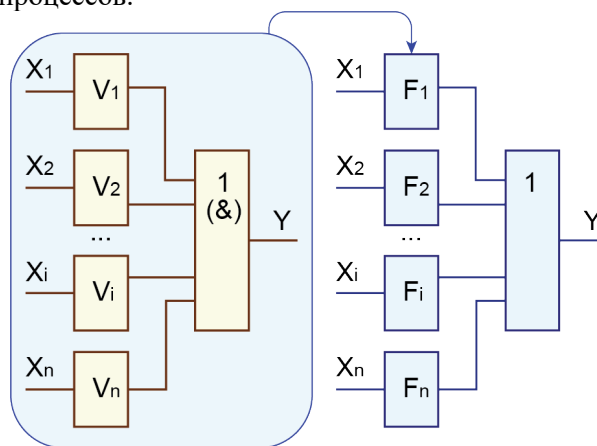 процессов.
X1 V1 X1 F1
X2 V2 1 (&) X2 F2 1
Y Y
... ...
Xi Vi Xi Fi
Xn Vn Xn Fn